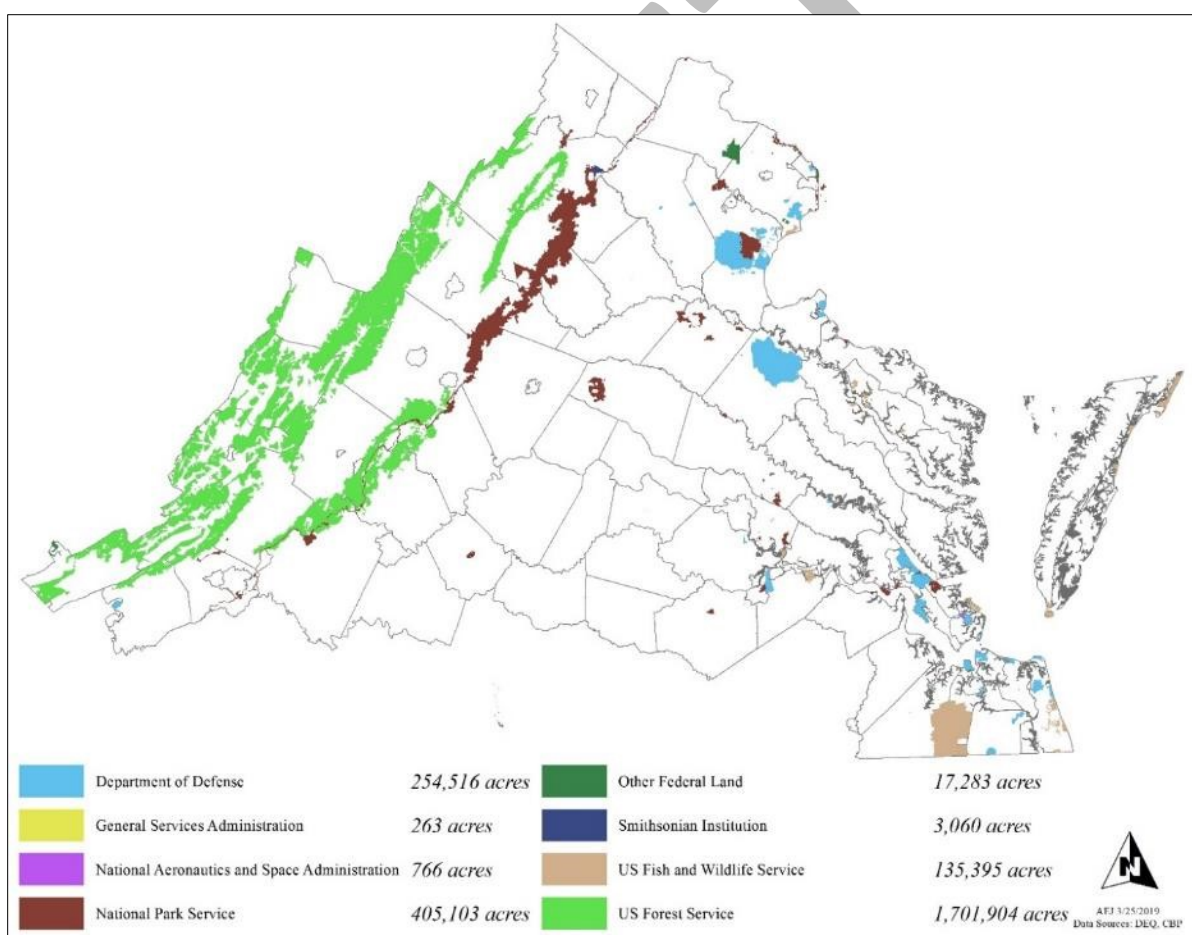 Department of Defense 254,516 acres
General Services Administration 263 acres
National Aeronautics and Space Administration 766 acres
National Park Service 405,103 acres
Other Federal Land 17,283 acres
Smithsonian Institution 3,060 acres
US Fish and Wildlife Service 135,395 acres
US Forest Service 1,701,904 acres
N
AEJ 3/25/2019
Data Sources: DEQ, CBP